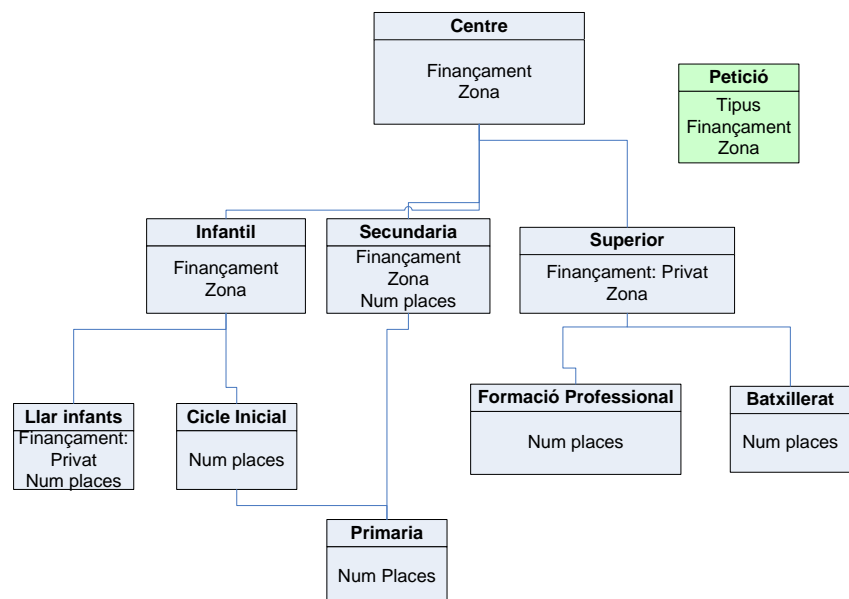 Centre
Finançament
Zona
Petició
Tipus
Finançament
Zona
Infantil
Finançament
Zona
Secundaria
Finançament
Zona
Num places
Superior
Finançament: Privat
Zona
Llar infants
Finançament:
Privat
Num places
Cicle Inicial
Num places
Formació Professional
Num places
Batxillerat
Num places
Primaria
Num Places